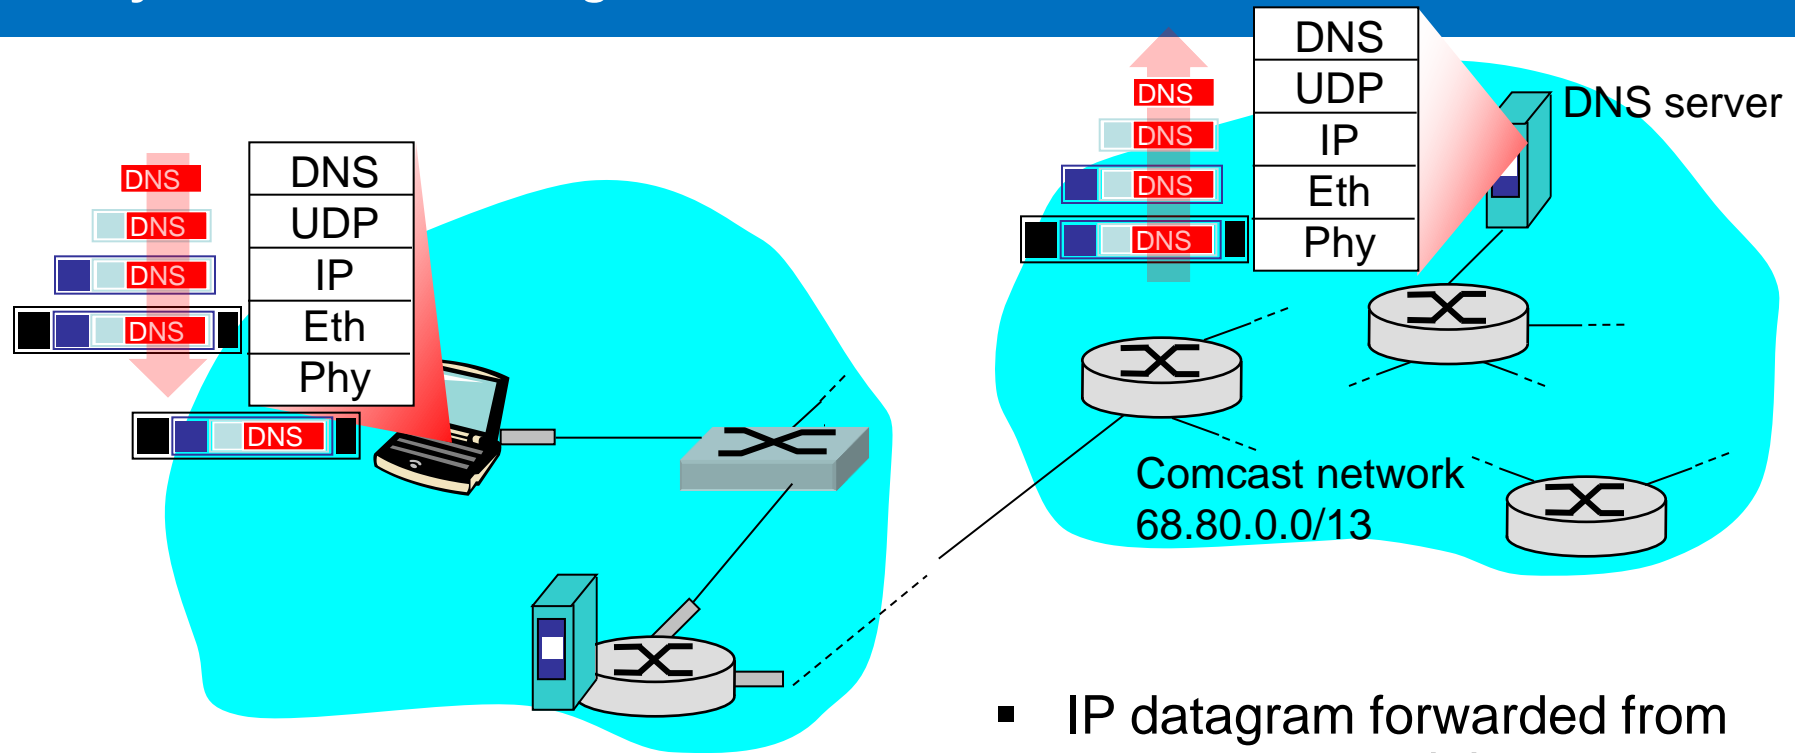 DNS
DNS
DNS
DNS
DNS
DNS
UDP
IP
Eth
Phy
DNS
DNS
DNS
DNS
DNS
UDP
IP
Eth
Phy
DNS server
Comcast network
68.80.0.0/13
▪ IP datagram forwarded from